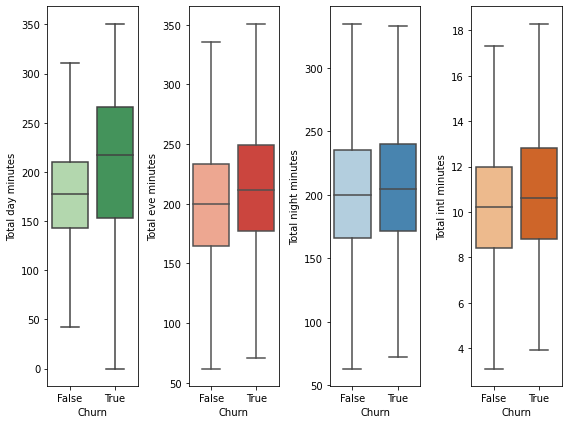 Total day minutes
350
300
250
200
150
100
50
0
False True
Churn
Total eve minutes
350
300
250
200
150
100
50
False True
Churn
Total night minutes
300
250
200
150
100
50
False True
Churn
Total intl minutes
18
16
14
12
10
8
6
4
False True
Churn